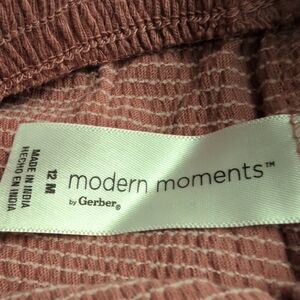 modern moments™
by Gerber®
12 M
MADE IN INDIA
HECHO EN INDIA